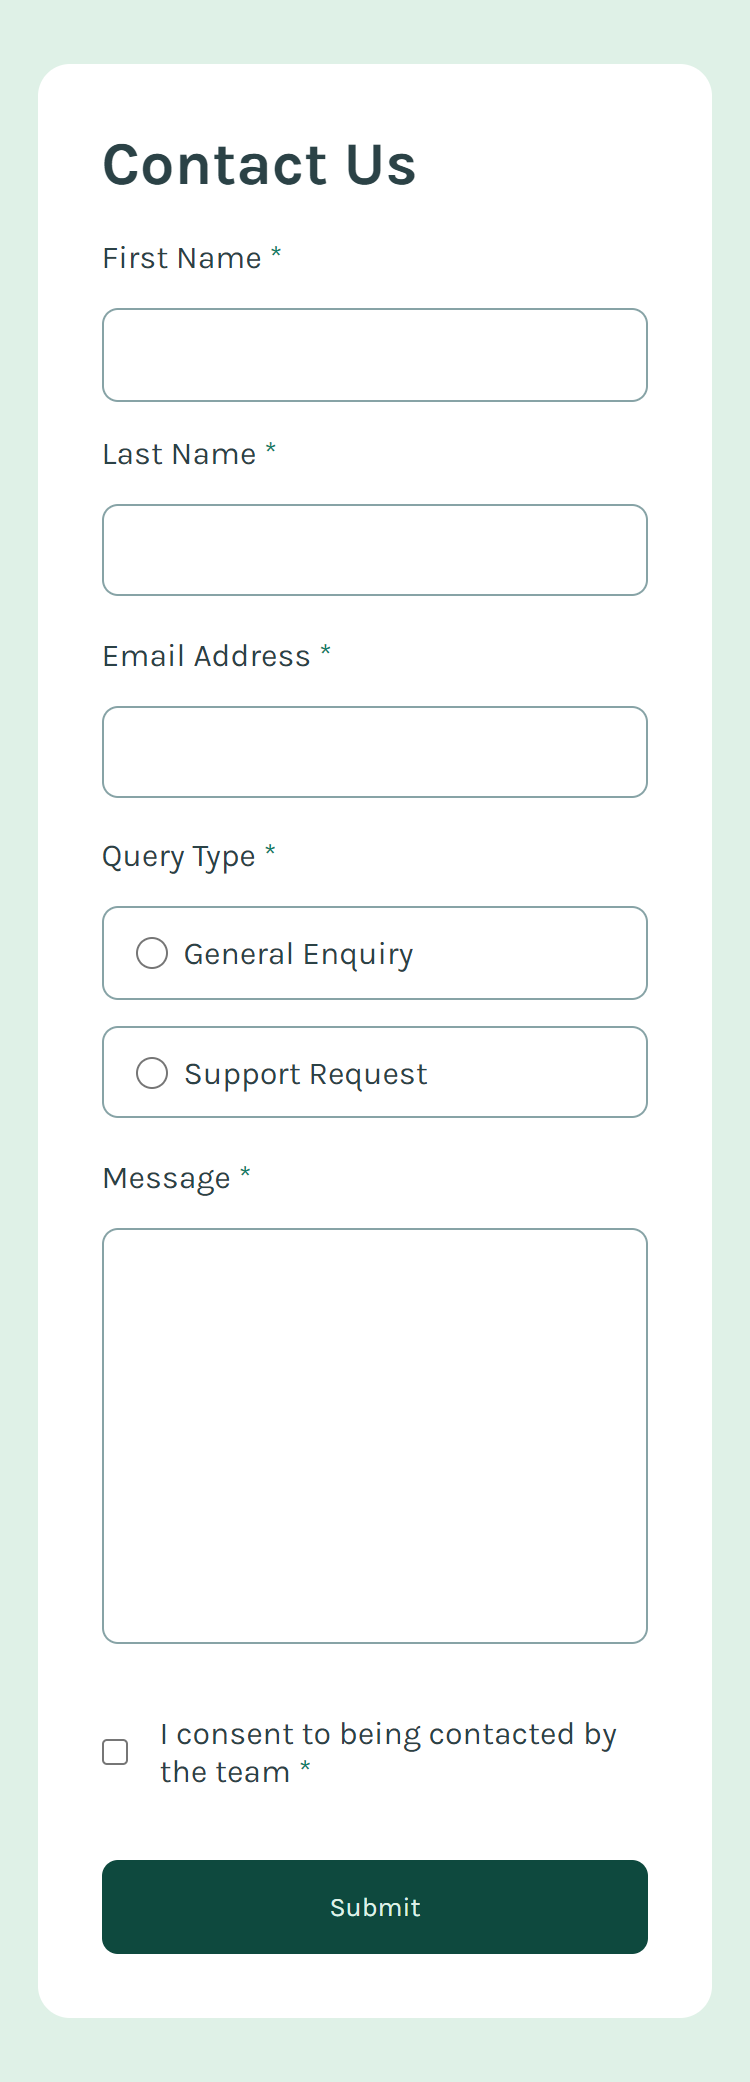 Contact Us
First Name *
Last Name *
Email Address *
Query Type *
General Enquiry
Support Request
Message *
I consent to being contacted by
the team *
Submit